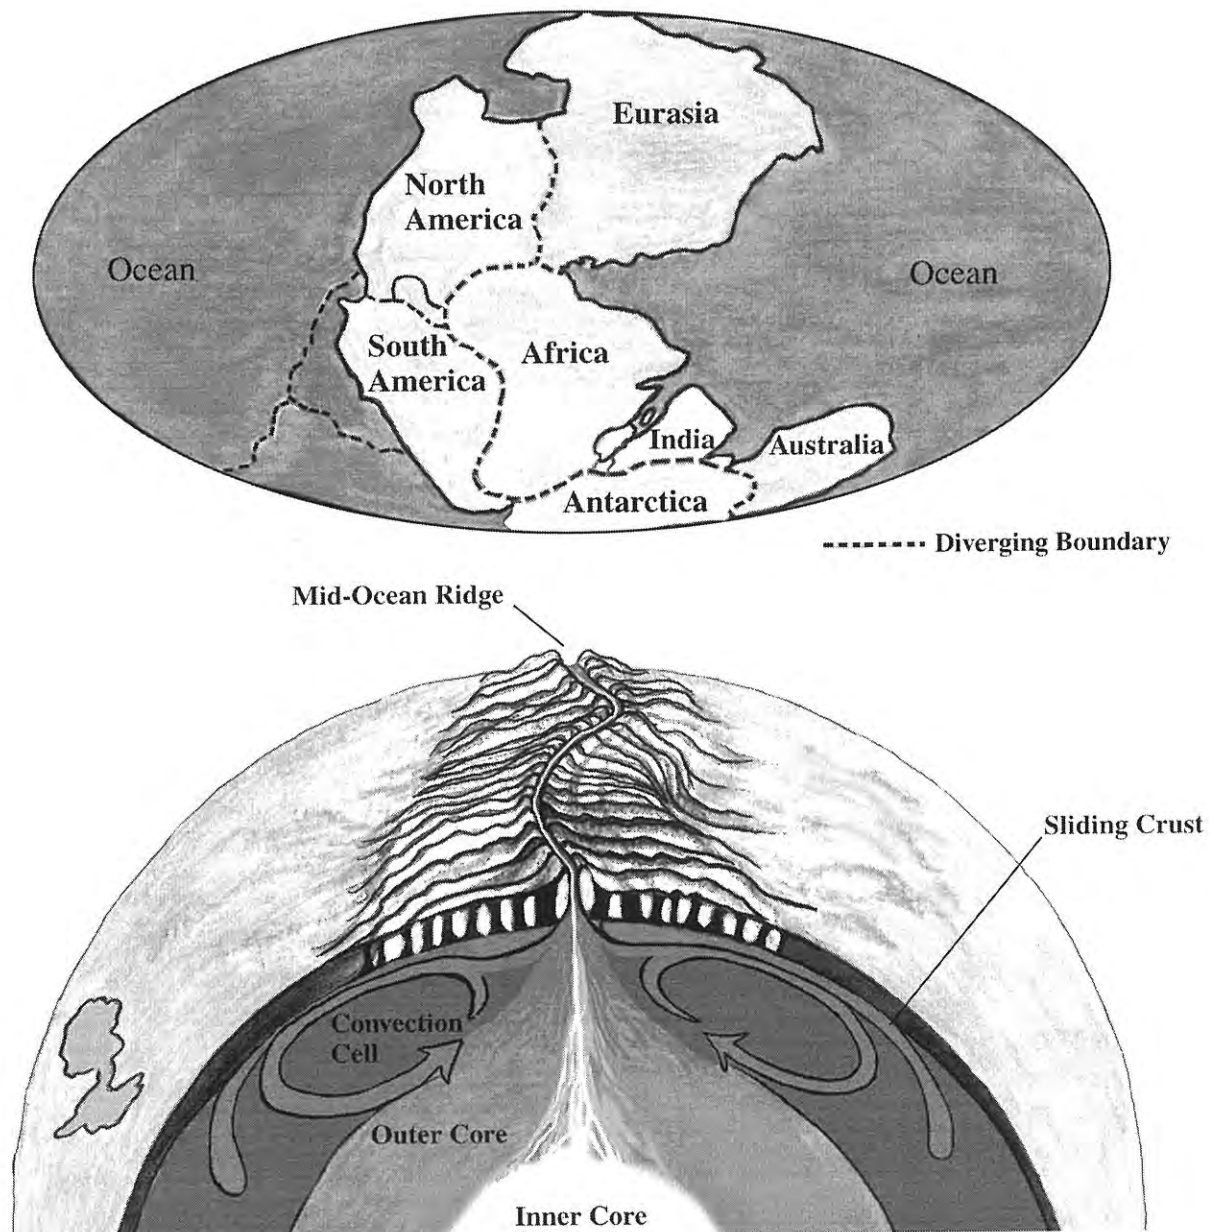 Eurasia
North
America
Ocean
Ocean
South
America
Africa
India
Australia
Antarctica
Diverging Boundary
Mid-Ocean Ridge
Sliding Crust
Convection
Cell
Outer Core
Inner Core